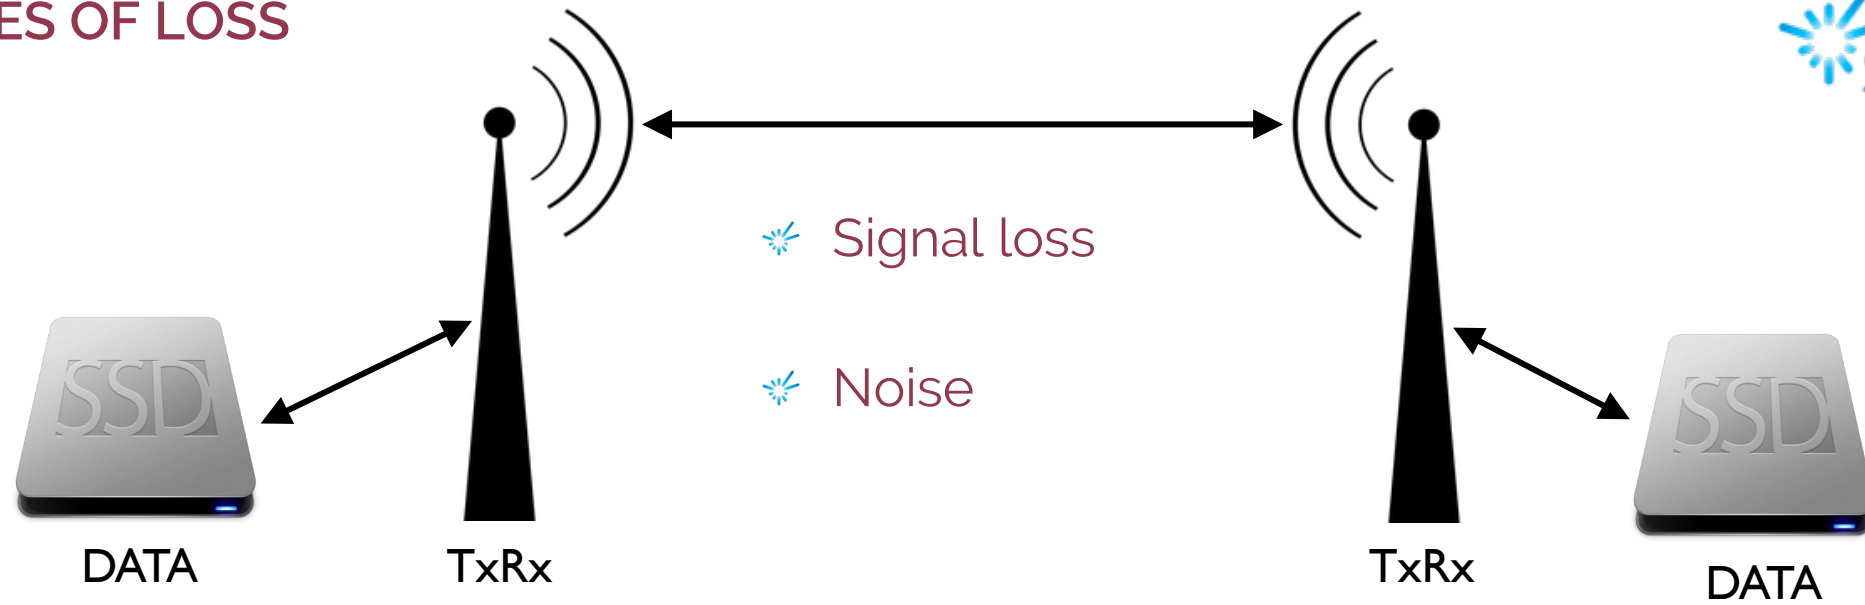 ES OF LOSS
Signal loss
Noise
SSD
SSD
DATA
TxRx
TxRx
DATA